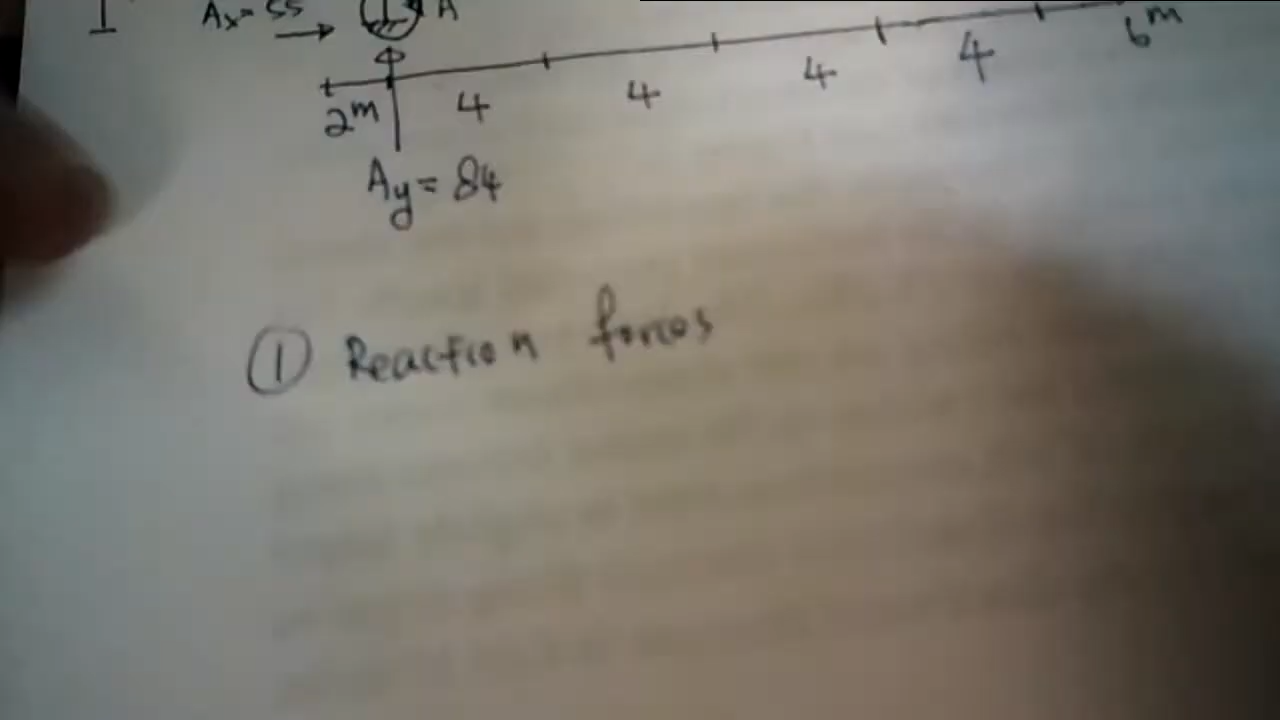 Ax= 55 A
2m 4 4 4 4 6m
Ay= 84
① Reaction forces